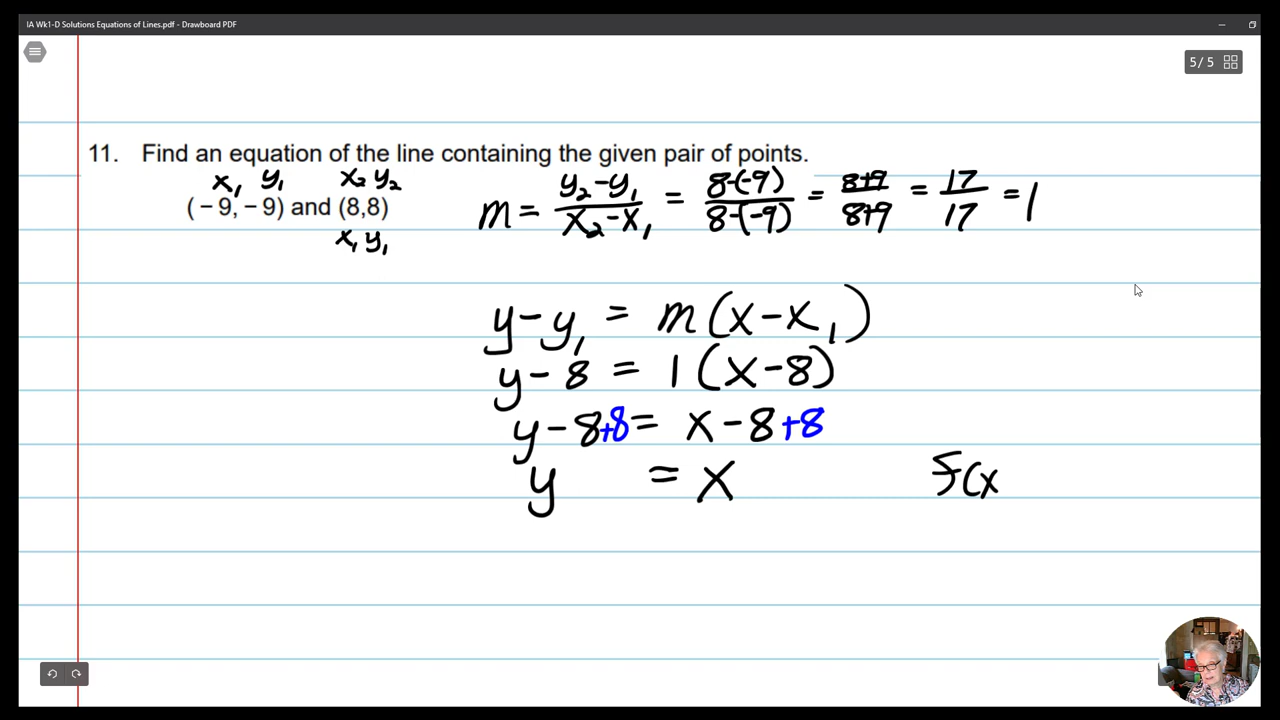 IA Wk1-D Solutions Equations of Lines.pdf - Drawboard PDF
5 / 5
11. Find an equation of the line containing the given pair of points.
x₁ y₁ x₂ y₂
(−9, −9) and (8,8)
x₁ y₁
m = (y₂−y₁)/(x₂−x₁) = (8-(-9))/(8-(-9)) = (8+9)/(8+9) = 17/17 = 1
y−y₁ = m(x−x₁)
y−8 = 1(x−8)
y−8+8 = x−8+8
y = x
f(x